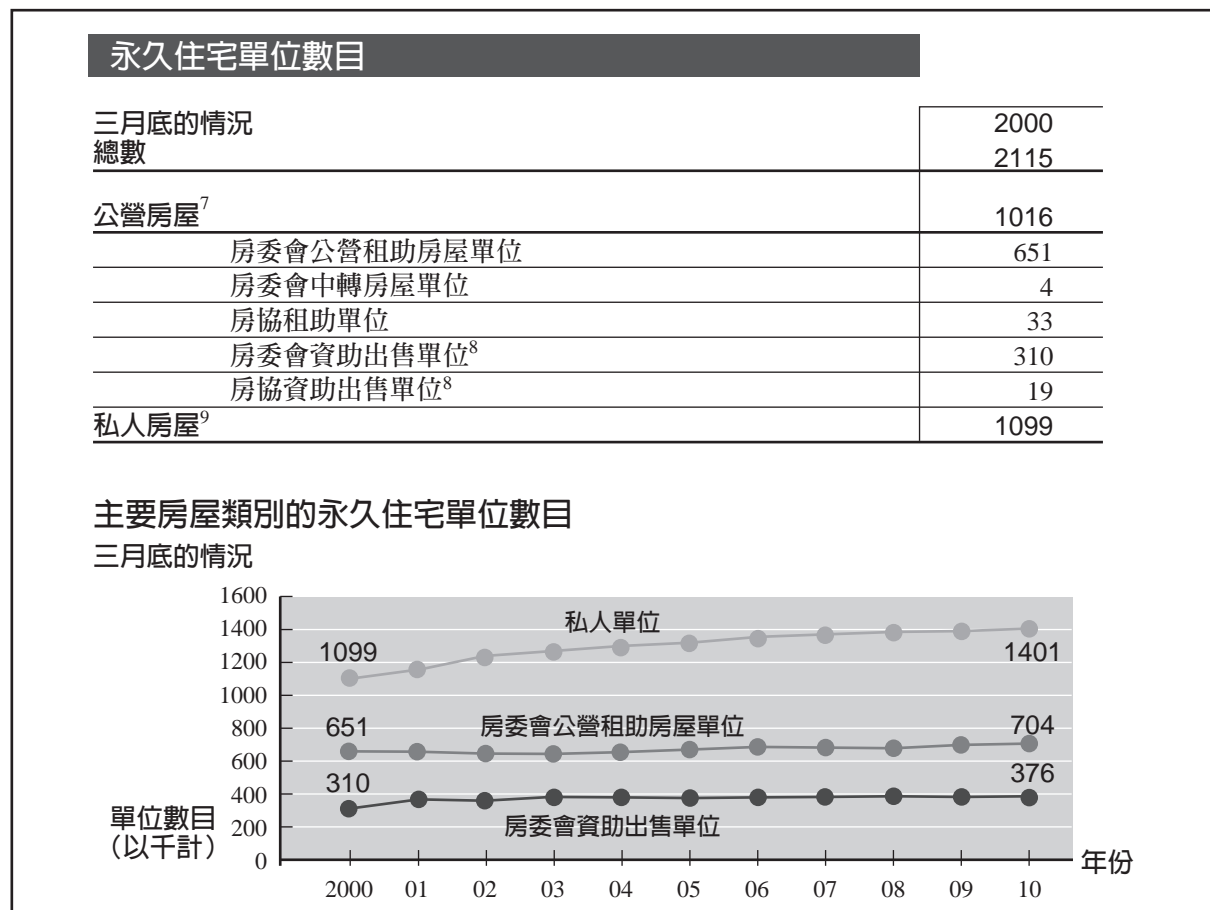 永久住宅單位數目
三月底的情況 2000
總數 2115
公營房屋7 1016
房委會公營租助房屋單位 651
房委會中轉房屋單位 4
房協租助單位 33
房委會資助出售單位8 310
房協資助出售單位8 19
私人房屋9 1099
主要房屋類別的永久住宅單位數目
三月底的情況
1600
1400 私人單位
1200 1099 1401
1000
800 651 房委會公營租助房屋單位 704
600
400 310 376
200 房委會資助出售單位
0
單位數目
（以千計）
年份
2000 01 02 03 04 05 06 07 08 09 10